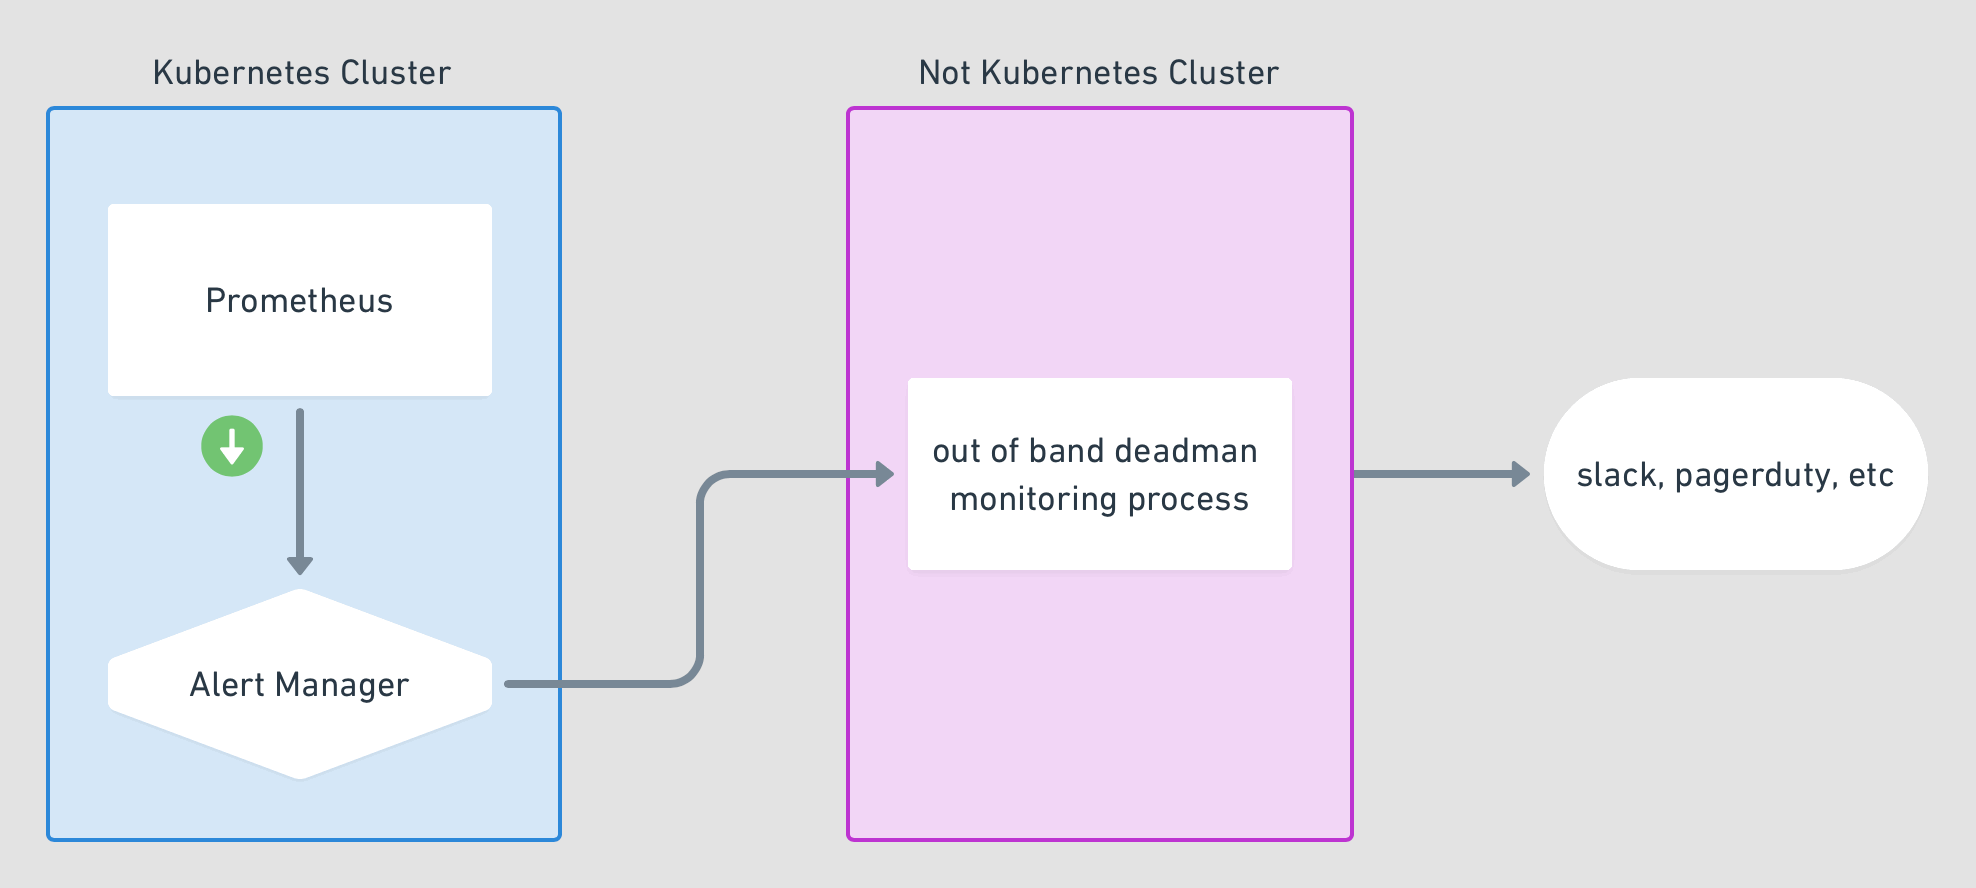 Kubernetes Cluster
Not Kubernetes Cluster
Prometheus
out of band deadman
monitoring process
slack, pagerduty, etc
Alert Manager